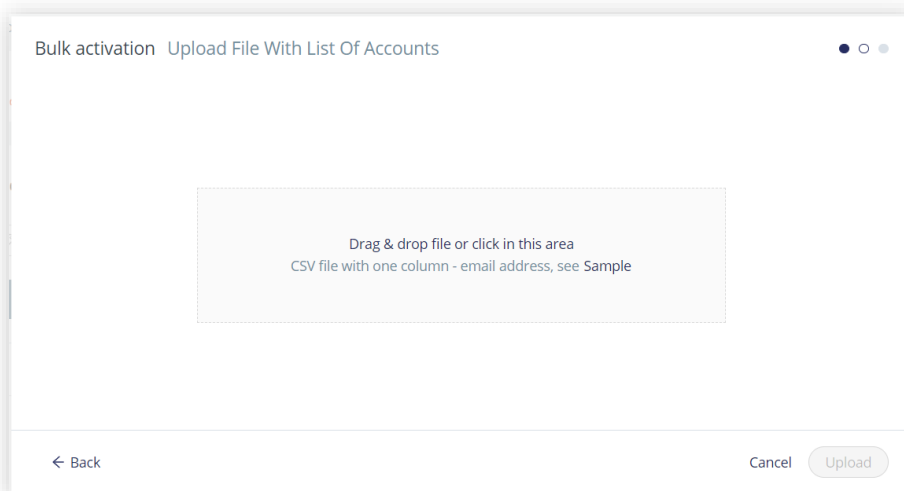 Bulk activation Upload File With List Of Accounts
Drag & drop file or click in this area
CSV file with one column - email address, see Sample
← Back
Cancel Upload